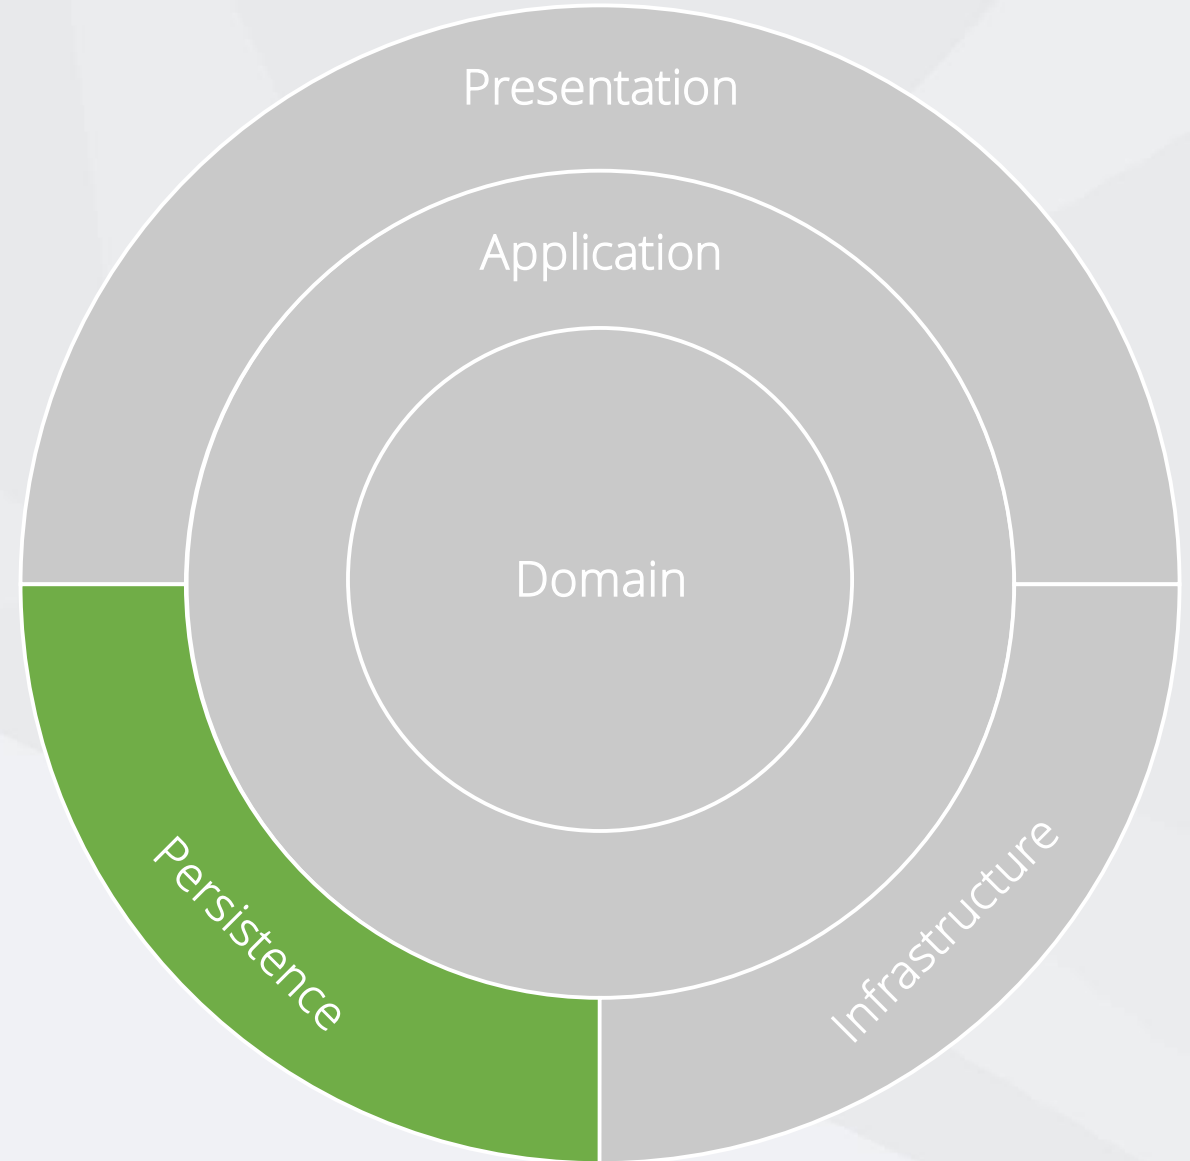 Presentation
Application
Domain
Persistence
Infrastructure